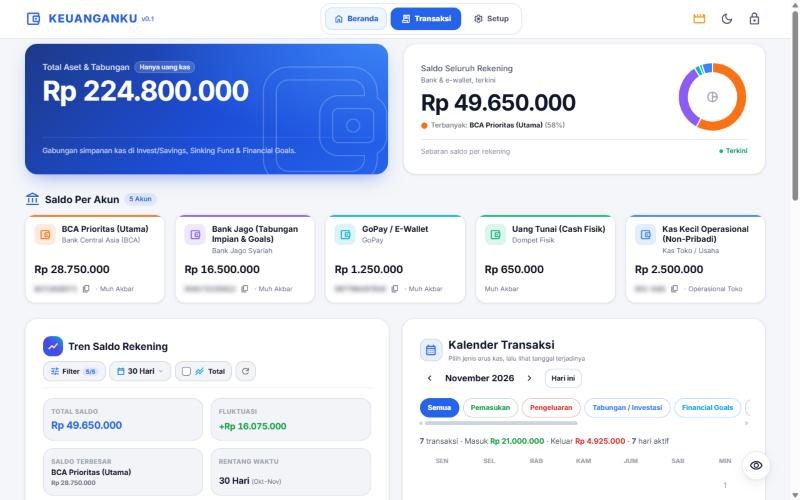 KEUANGANKU v0.1
Beranda
Transaksi
Setup
Total Aset & Tabungan
Hanya uang kas
Rp 224.800.000
Gabungan simpanan kas di Invest/Savings, Sinking Fund & Financial Goals.
Saldo Seluruh Rekening
Bank & e-wallet, terkini
Rp 49.650.000
Terbanyak: BCA Prioritas (Utama) (58%)
Sebaran saldo per rekening
Terkini
Saldo Per Akun
5 Akun
BCA Prioritas (Utama)
Bank Central Asia (BCA)
Rp 28.750.000
· Muh Akbar
Bank Jago (Tabungan
Impian & Goals)
Bank Jago Syariah
Rp 16.500.000
· Muh Akbar
GoPay / E-Wallet
GoPay
Rp 1.250.000
· Muh Akbar
Uang Tunai (Cash Fisik)
Dompet Fisik
Rp 650.000
Muh Akbar
Kas Kecil Operasional
(Non-Pribadi)
Kas Toko / Usaha
Rp 2.500.000
· Operasional Toko
Tren Saldo Rekening
Filter 5/5
30 Hari
Total
TOTAL SALDO
Rp 49.650.000
FLUKTUASI
+Rp 16.075.000
SALDO TERBESAR
BCA Prioritas (Utama)
Rp 28.750.000
RENTANG WAKTU
30 Hari (Okt-Nov)
Kalender Transaksi
Pilih jenis arus kas, lalu lihat tanggal terjadinya
November 2026
Hari ini
Semua
Pemasukan
Pengeluaran
Tabungan / Investasi
Financial Goals
7 transaksi · Masuk Rp 21.000.000 · Keluar Rp 4.925.000 · 7 hari aktif
SEN SEL RAB KAM JUM SAB MIN
1